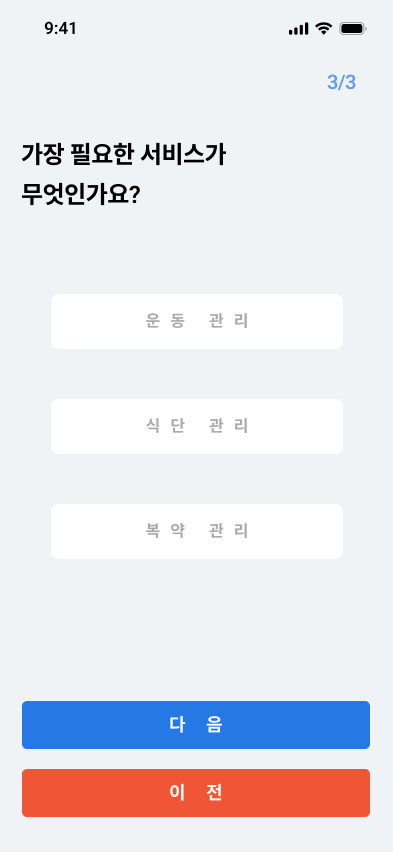 9:41
3/3
가장 필요한 서비스가
무엇인가요?
운동 관리
식단 관리
복약 관리
다음
이전